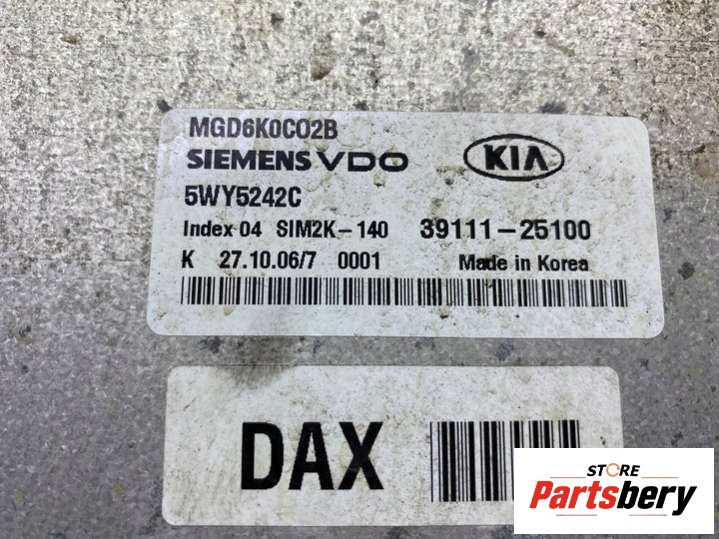 MGD6K0C02B
SIEMENS VDO KIA
5WY5242C
Index 04 SIM2K-140 39111-25100
K 27.10.06/7 0001 Made in Korea
DAX
STORE
Partsbery